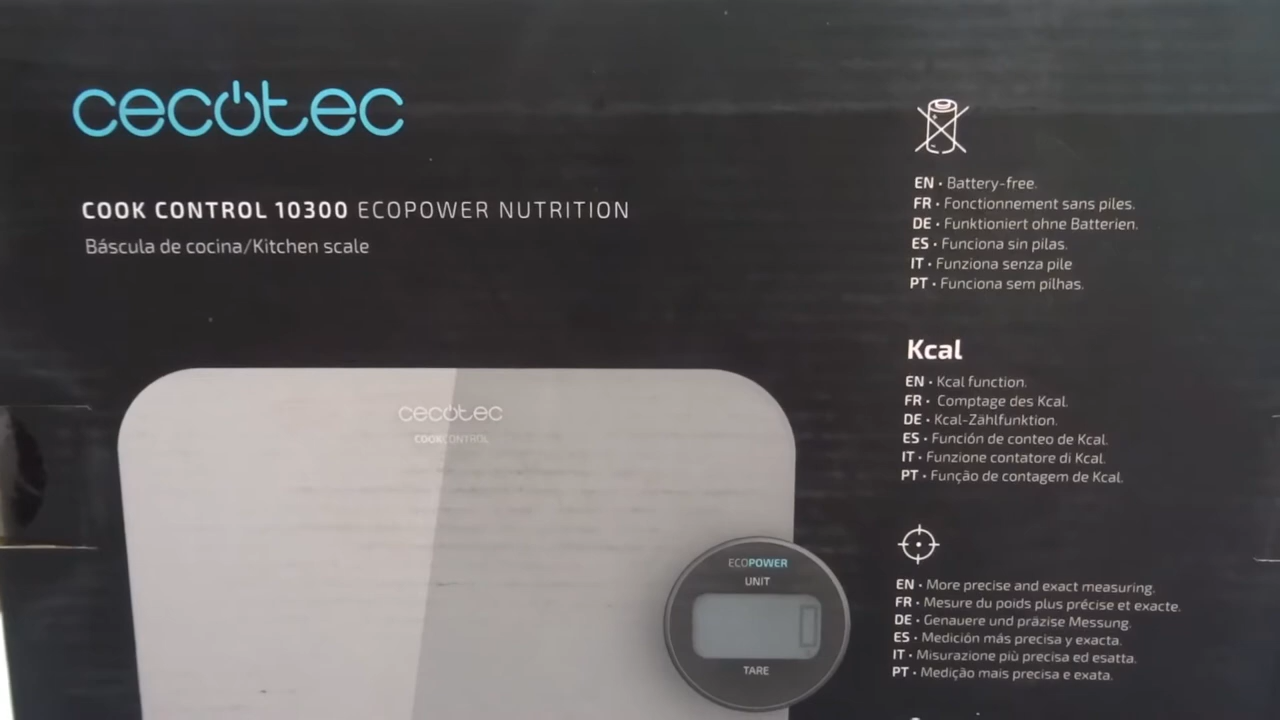 cecotec
COOK CONTROL 10300 ECOPOWER NUTRITION
Báscula de cocina/Kitchen scale
cecotec
COOKCONTROL
ECOPOWER
UNIT
0
TARE
EN • Battery-free.
FR • Fonctionnement sans piles.
DE • Funktioniert ohne Batterien.
ES • Funciona sin pilas.
IT • Funziona senza pile
PT • Funciona sem pilhas.
Kcal
EN • Kcal function.
FR • Comptage des Kcal.
DE • Kcal-Zählfunktion.
ES • Función de conteo de Kcal.
IT • Funzione contatore di Kcal.
PT • Função de contagem de Kcal.
EN • More precise and exact measuring.
FR • Mesure du poids plus précise et exacte.
DE • Genauere und präzise Messung.
ES • Medición más precisa y exacta.
IT • Misurazione più precisa ed esatta.
PT • Medição mais precisa e exata.